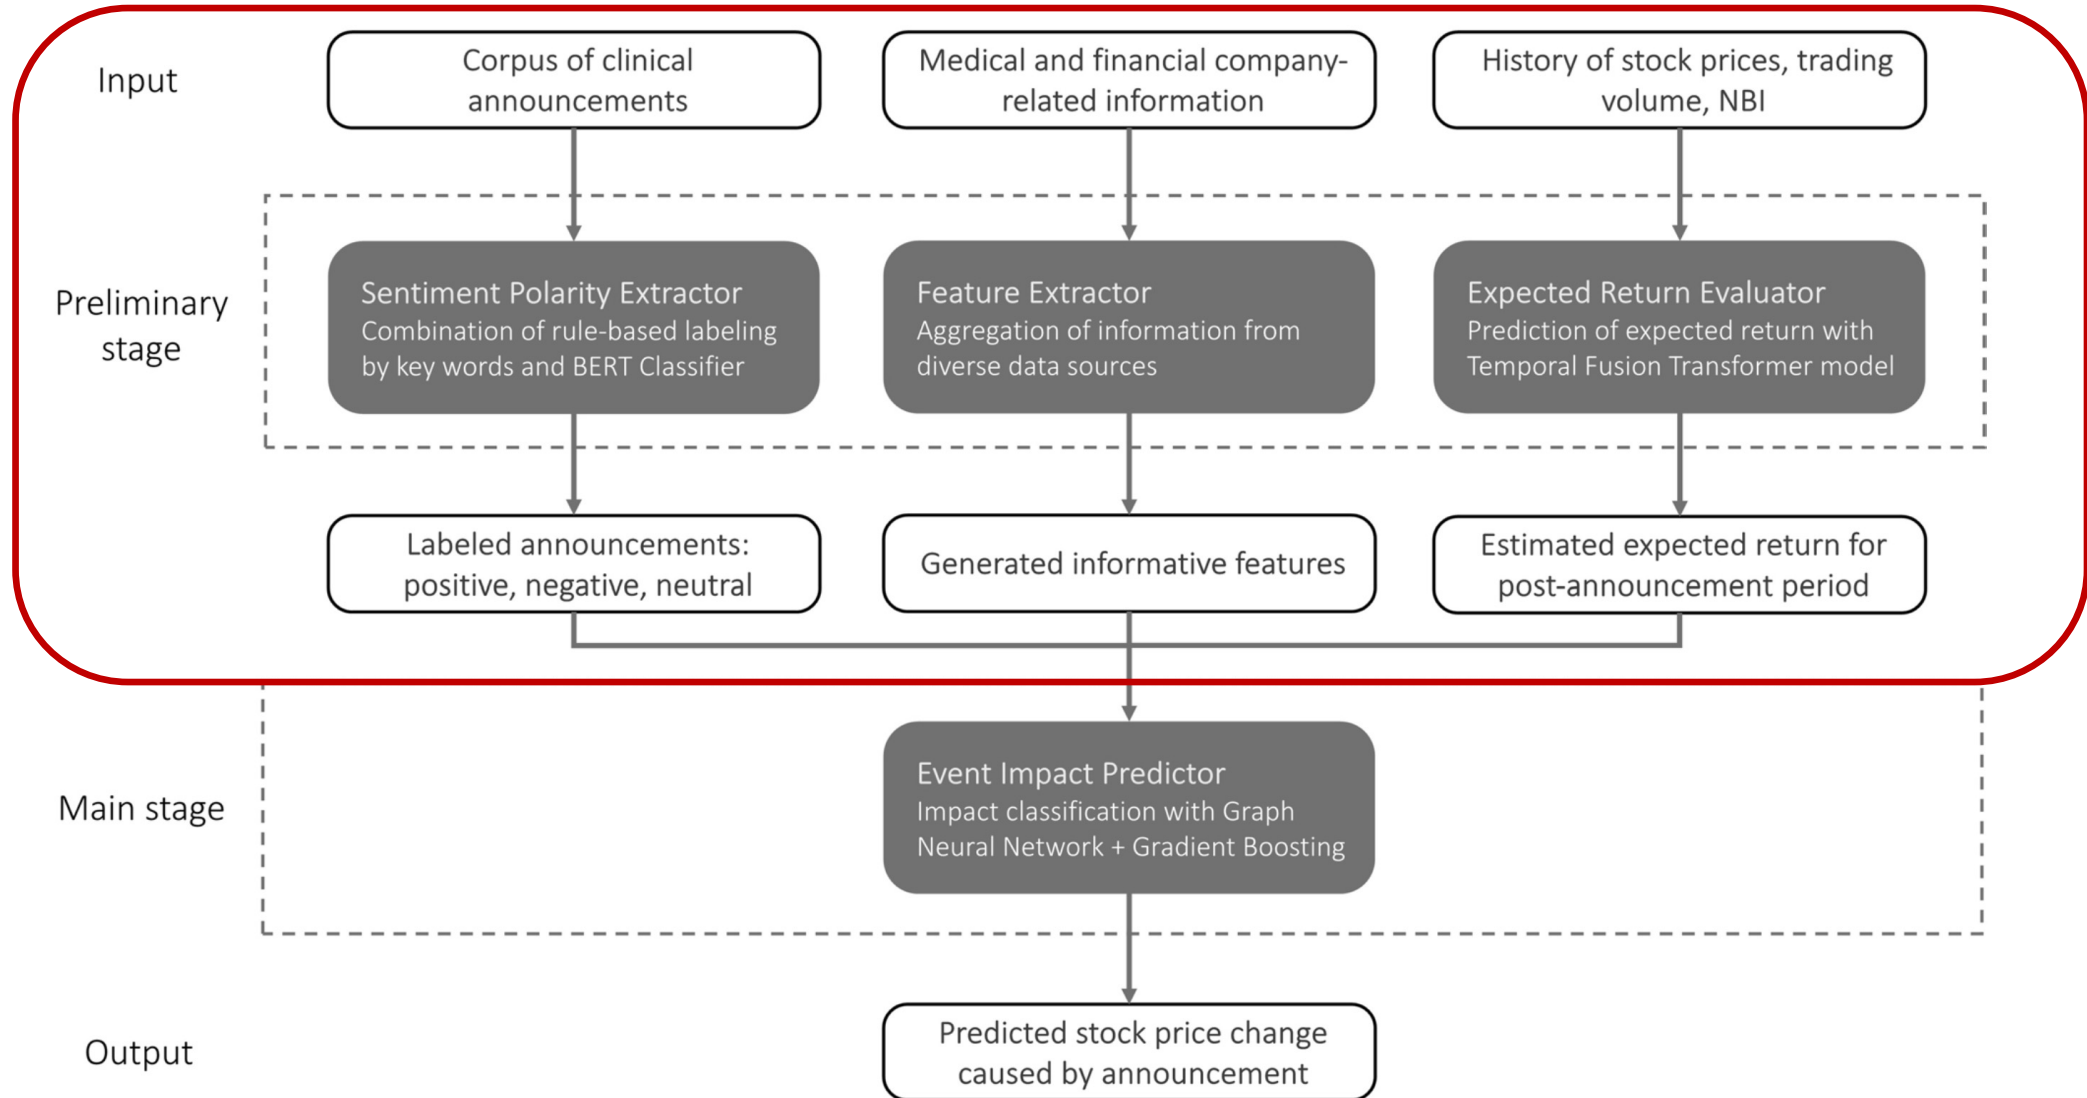 Input
Corpus of clinical
announcements
Medical and financial company-
related information
History of stock prices, trading
volume, NBI
Preliminary
stage
Sentiment Polarity Extractor
Combination of rule-based labeling
by key words and BERT Classifier
Feature Extractor
Aggregation of information from
diverse data sources
Expected Return Evaluator
Prediction of expected return with
Temporal Fusion Transformer model
Labeled announcements:
positive, negative, neutral
Generated informative features
Estimated expected return for
post-announcement period
Main stage
Event Impact Predictor
Impact classification with Graph
Neural Network + Gradient Boosting
Output
Predicted stock price change
caused by announcement